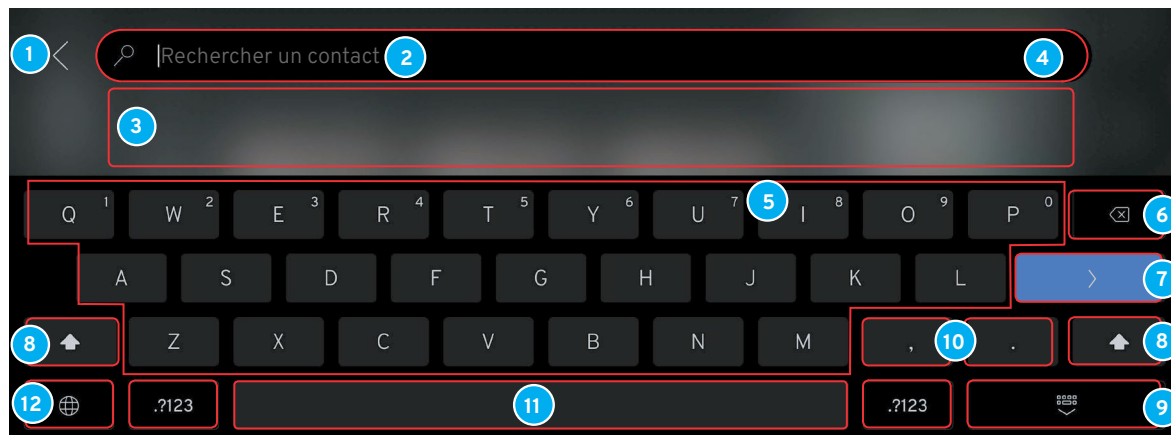 1 Rechercher un contact 2 4
3
5
Q 1 W 2 E 3 R 4 T 5 Y 6 U 7 I 8 O 9 P 0 6
A S D F G H J K L 7
8 Z X C V B N M , 10 . 8
12 .?123 11 .?123 9